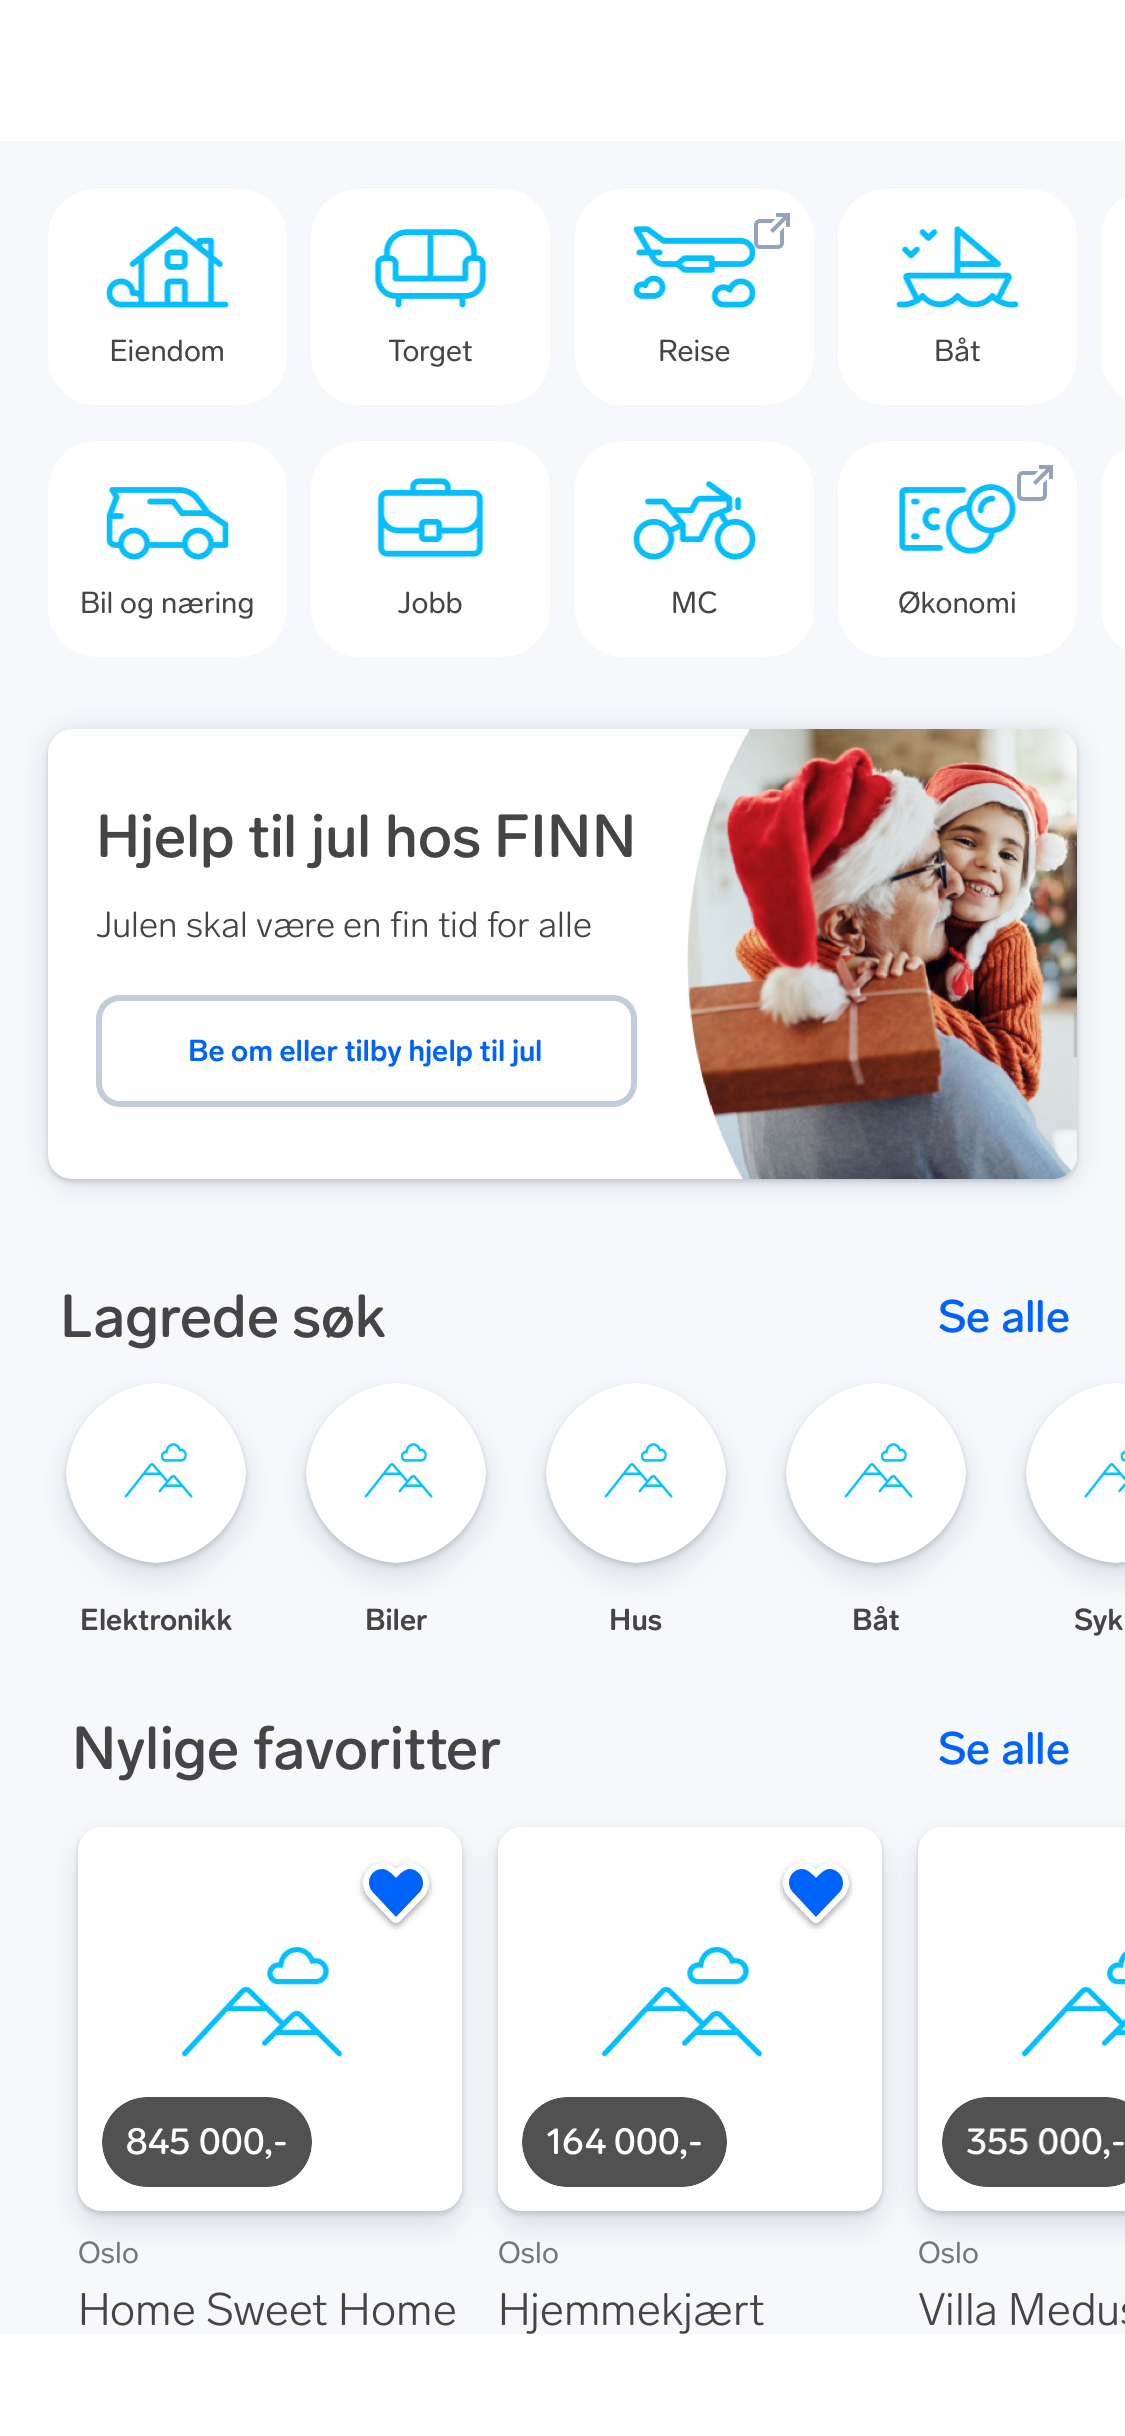 Eiendom
Torget
Reise
Båt
Bil og næring
Jobb
MC
Økonomi
Hjelp til jul hos FINN
Julen skal være en fin tid for alle
Be om eller tilby hjelp til jul
Lagrede søk
Se alle
Elektronikk
Biler
Hus
Båt
Syk
Nylige favoritter
Se alle
845 000,-
164 000,-
355 000,-
Oslo
Oslo
Oslo
Home Sweet Home
Hjemmekjært
Villa Medus